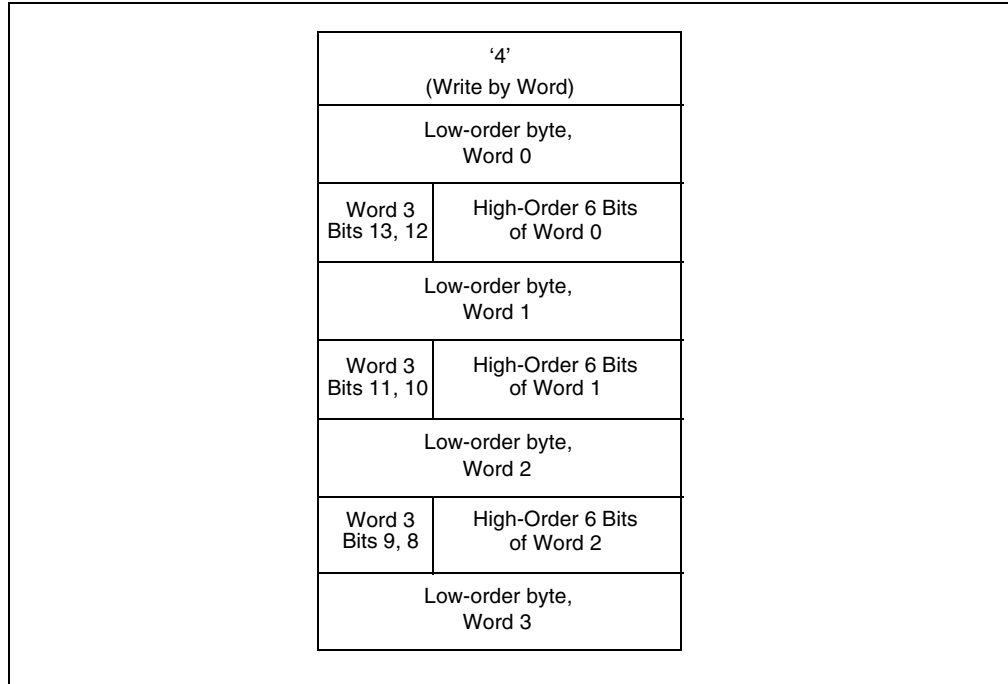 ‘4’
(Write by Word)
Low-order byte,
Word 0
Word 3
Bits 13, 12
High-Order 6 Bits
of Word 0
Low-order byte,
Word 1
Word 3
Bits 11, 10
High-Order 6 Bits
of Word 1
Low-order byte,
Word 2
Word 3
Bits 9, 8
High-Order 6 Bits
of Word 2
Low-order byte,
Word 3